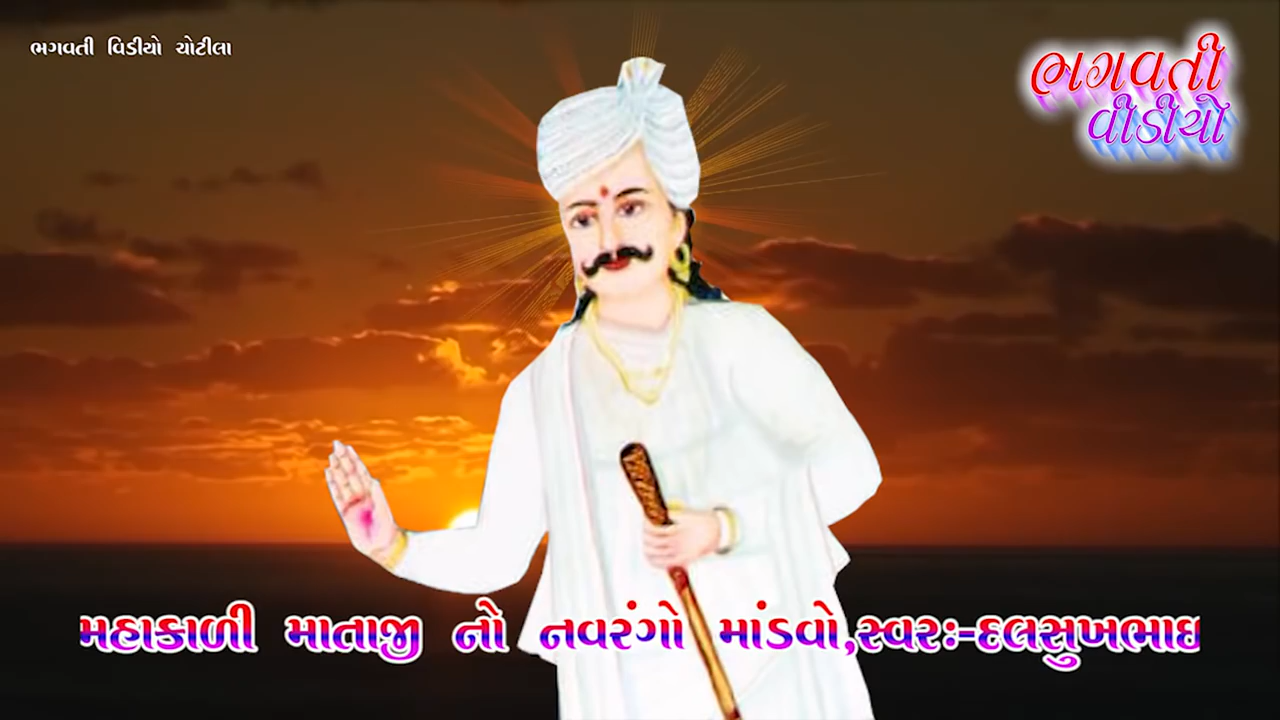 ભગવતી વિડીયો ચોટીલા
ભગવતી
વીડીયો
મહાકાળી માતાજી નો નવરંગો માંડવો,સ્વરઃ-દલસુખભાઇ